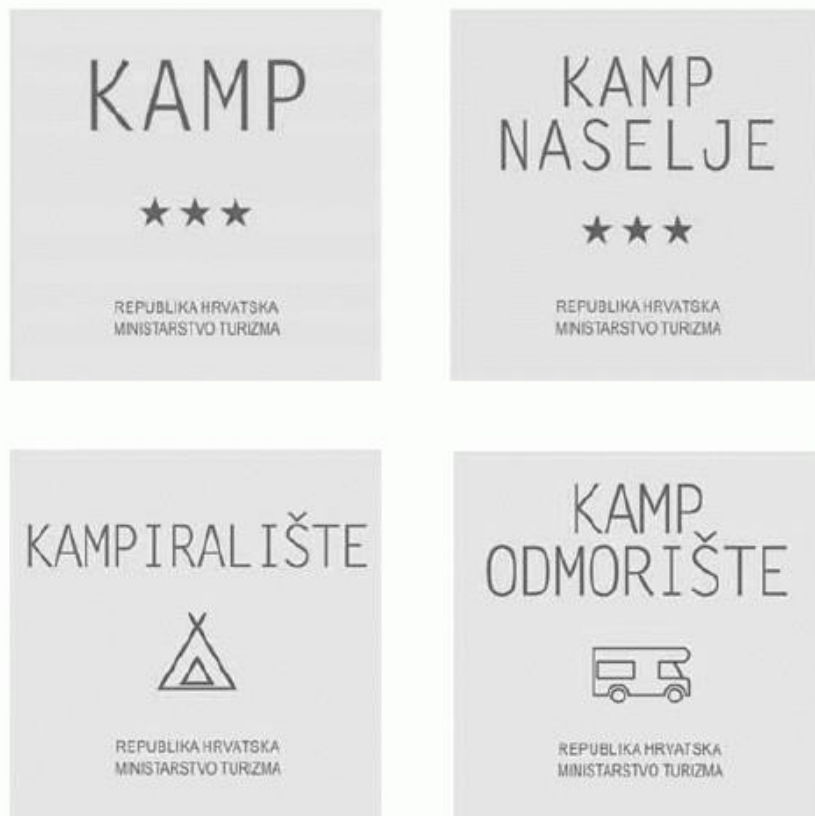 KAMP
★★★
REPUBLIKA HRVATSKA
MINISTARSTVO TURIZMA
KAMP
NASELJE
★★★
REPUBLIKA HRVATSKA
MINISTARSTVO TURIZMA
KAMPIRALIŠTE
REPUBLIKA HRVATSKA
MINISTARSTVO TURIZMA
KAMP
ODMORIŠTE
REPUBLIKA HRVATSKA
MINISTARSTVO TURIZMA